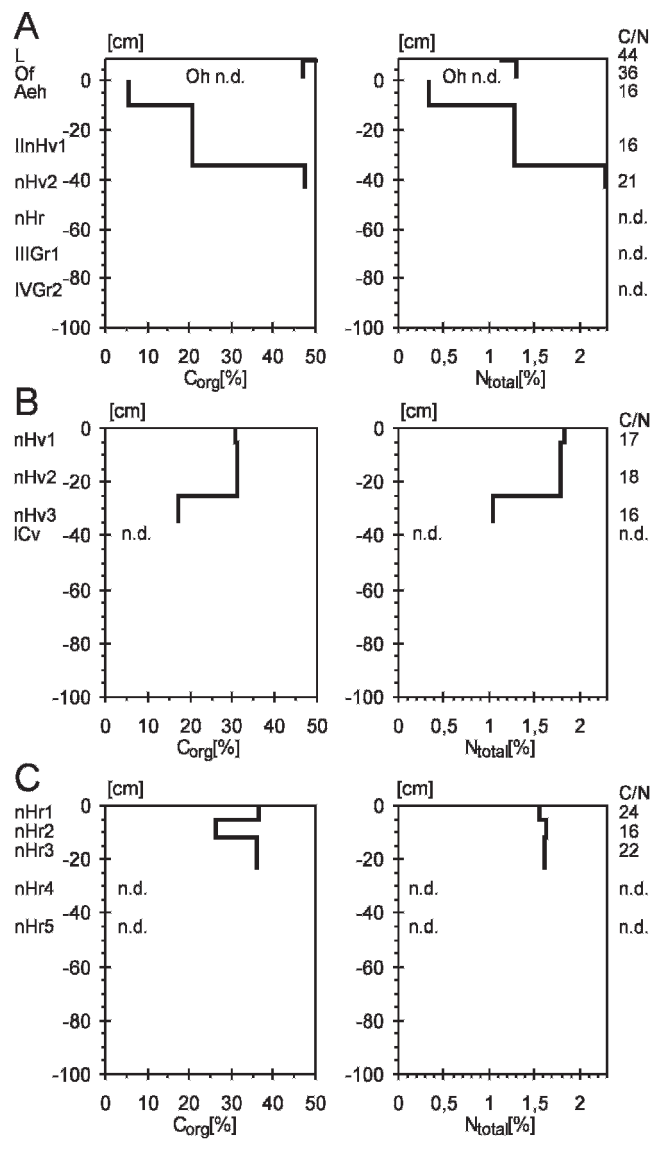 A
[cm] [cm] C/N
L 44
Of 0 Oh n.d. 0 Oh n.d. 36
Aeh 16
-20 -20
IInHv1 16
nHv2 -40 -40 21
nHr n.d.
-60 -60
IIIGr1 n.d.
-80 -80
IVGr2 n.d.
-100 -100
0 10 20 30 40 50 0 0,5 1 1,5 2
Corg[%] Ntotal[%]
B
[cm] [cm] C/N
nHv1 0 0 17
nHv2 -20 -20 18
nHv3 16
ICv -40 n.d. -40 n.d. n.d.
-60 -60
-80 -80
-100 -100
0 10 20 30 40 50 0 0,5 1 1,5 2
Corg[%] Ntotal[%]
C
[cm] [cm] C/N
nHr1 0 0 24
nHr2 16
nHr3 -20 -20 22
nHr4 n.d. n.d. n.d.
-40 -40
nHr5 n.d. n.d. n.d.
-60 -60
-80 -80
-100 -100
0 10 20 30 40 50 0 0,5 1 1,5 2
Corg[%] Ntotal[%]